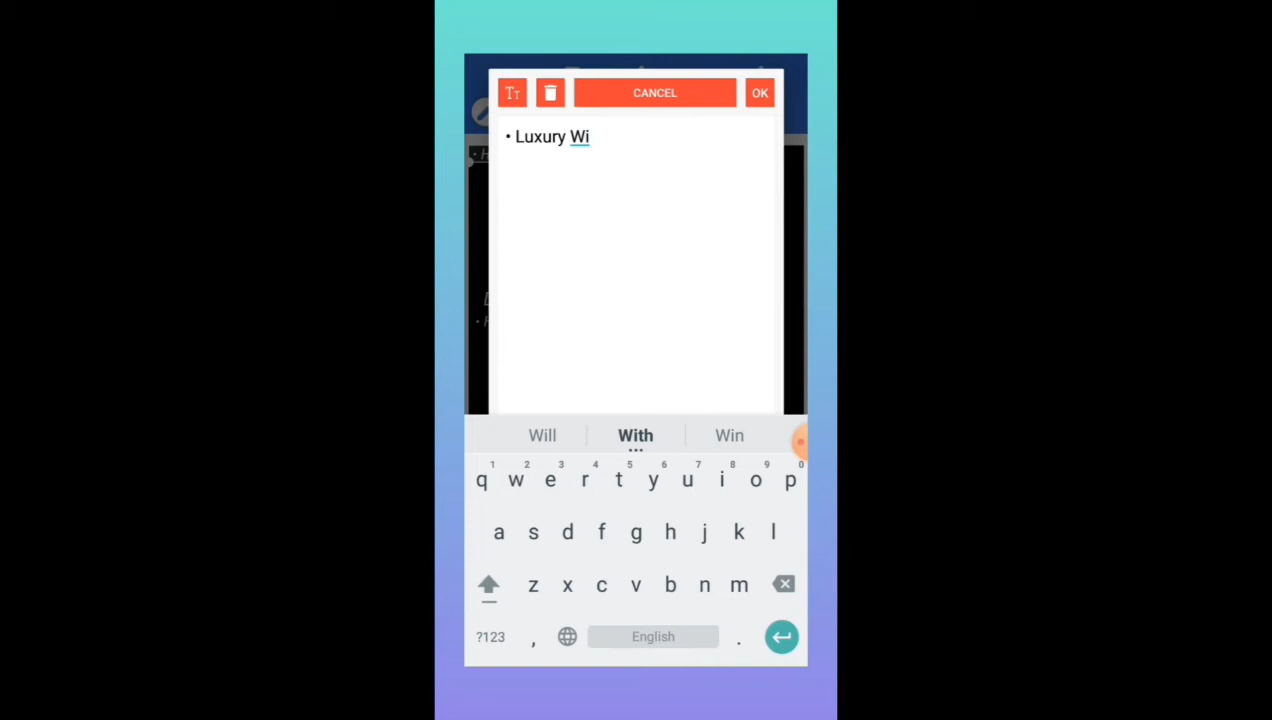 TT CANCEL OK
• Luxury Wi
Will With Win
1 2 3 4 5 6 7 8 9 0
q w e r t y u i o p
a s d f g h j k l
z x c v b n m
?123 , English .